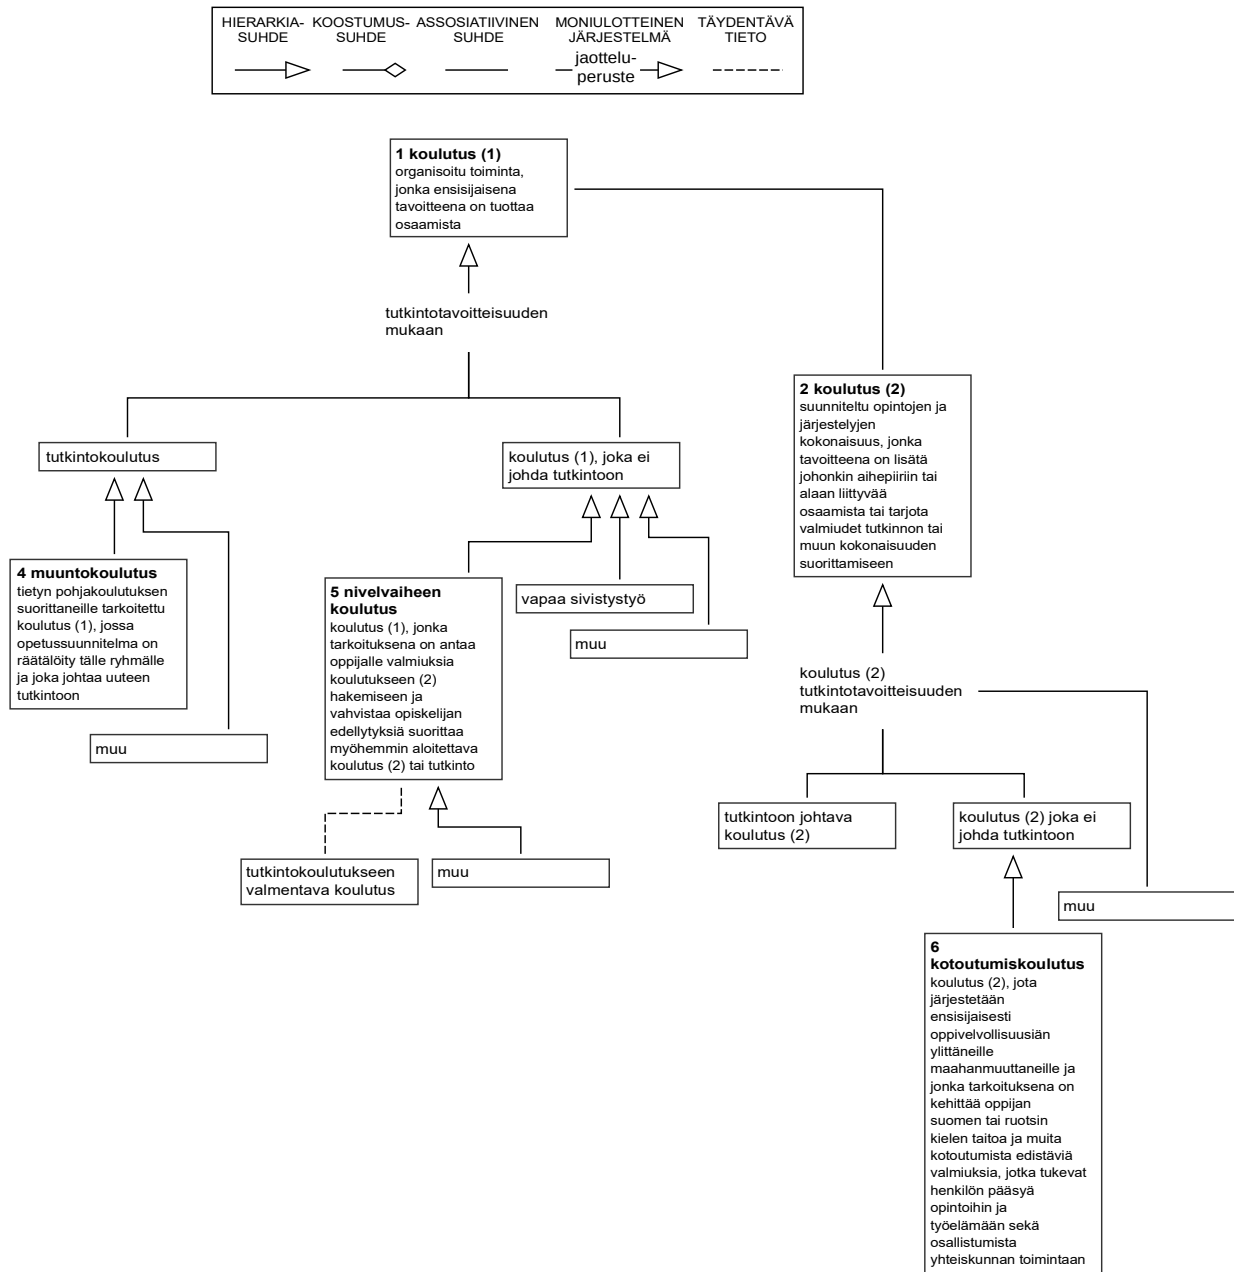 HIERARKIA-
SUHDE
KOOSTUMUS-
SUHDE
ASSOSIATIIVINEN
SUHDE
MONIULOTTEINEN
JÄRJESTELMÄ
TÄYDENTÄVÄ
TIETO
jaottelu-
peruste
1 koulutus (1)
organisoitu toiminta,
jonka ensisijaisena
tavoitteena on tuottaa
osaamista
tutkintotavoitteisuuden
mukaan
2 koulutus (2)
suunniteltu opintojen ja
järjestelyjen
kokonaisuus, jonka
tavoitteena on lisätä
johonkin aihepiiriin tai
alaan liittyvää
osaamista tai tarjota
valmiudet tutkinnon tai
muun kokonaisuuden
suorittamiseen
tutkintokoulutus
koulutus (1), joka ei
johda tutkintoon
4 muuntokoulutus
tietyn pohjakoulutuksen
suorittaneille tarkoitettu
koulutus (1), jossa
opetussuunnitelma on
räätälöity tälle ryhmälle
ja joka johtaa uuteen
tutkintoon
muu
5 nivelvaiheen
koulutus
koulutus (1), jonka
tarkoituksena on antaa
oppijalle valmiuksia
koulutukseen (2)
hakemiseen ja
vahvistaa opiskelijan
edellytyksiä suorittaa
myöhemmin aloitettava
koulutus (2) tai tutkinto
vapaa sivistystyö
muu
tutkintokoulutukseen
valmentava koulutus
muu
koulutus (2)
tutkintotavoitteisuuden
mukaan
tutkintoon johtava
koulutus (2)
koulutus (2) joka ei
johda tutkintoon
muu
6
kotoutumiskoulutus
koulutus (2), jota
järjestetään
ensisijaisesti
oppivelvollisuusiän
ylittäneille
maahanmuuttaneille ja
jonka tarkoituksena on
kehittää oppijan
suomen tai ruotsin
kielen taitoa ja muita
kotoutumista edistäviä
valmiuksia, jotka tukevat
henkilön pääsyä
opintoihin ja
työelämään sekä
osallistumista
yhteiskunnan toimintaan